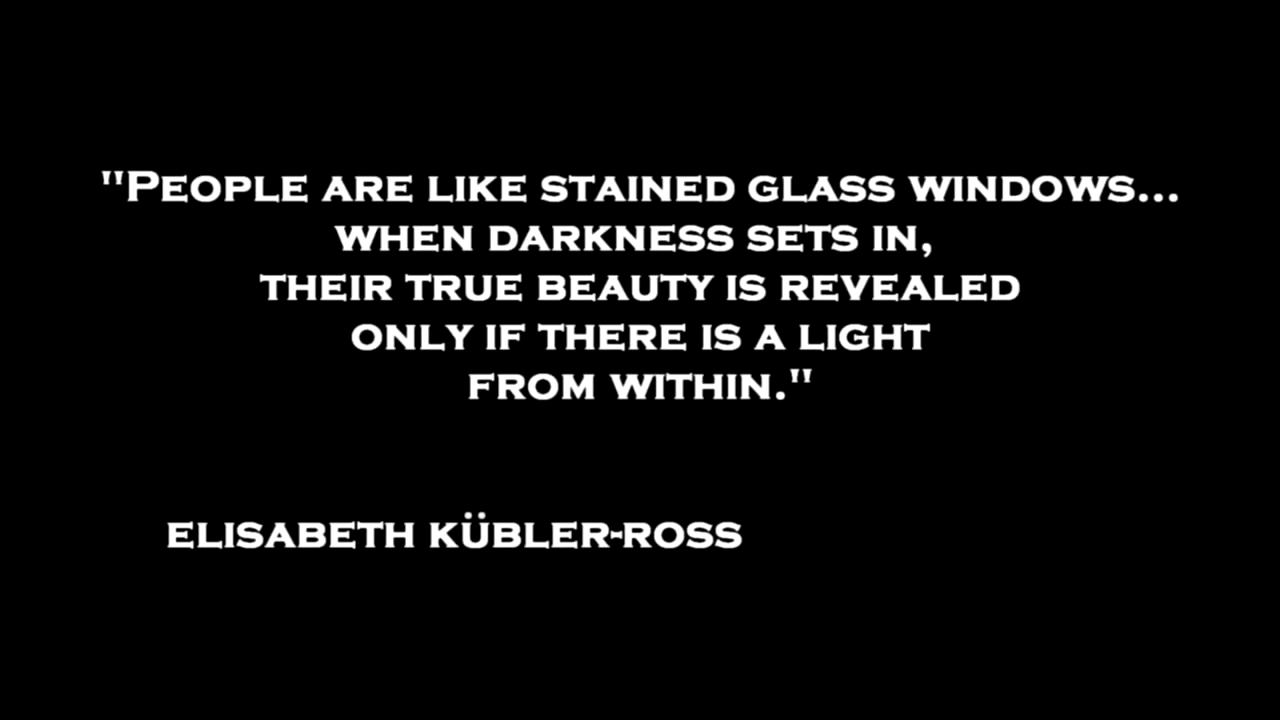 "People are like stained glass windows...
when darkness sets in,
their true beauty is revealed
only if there is a light
from within."
elisabeth kübler-ross